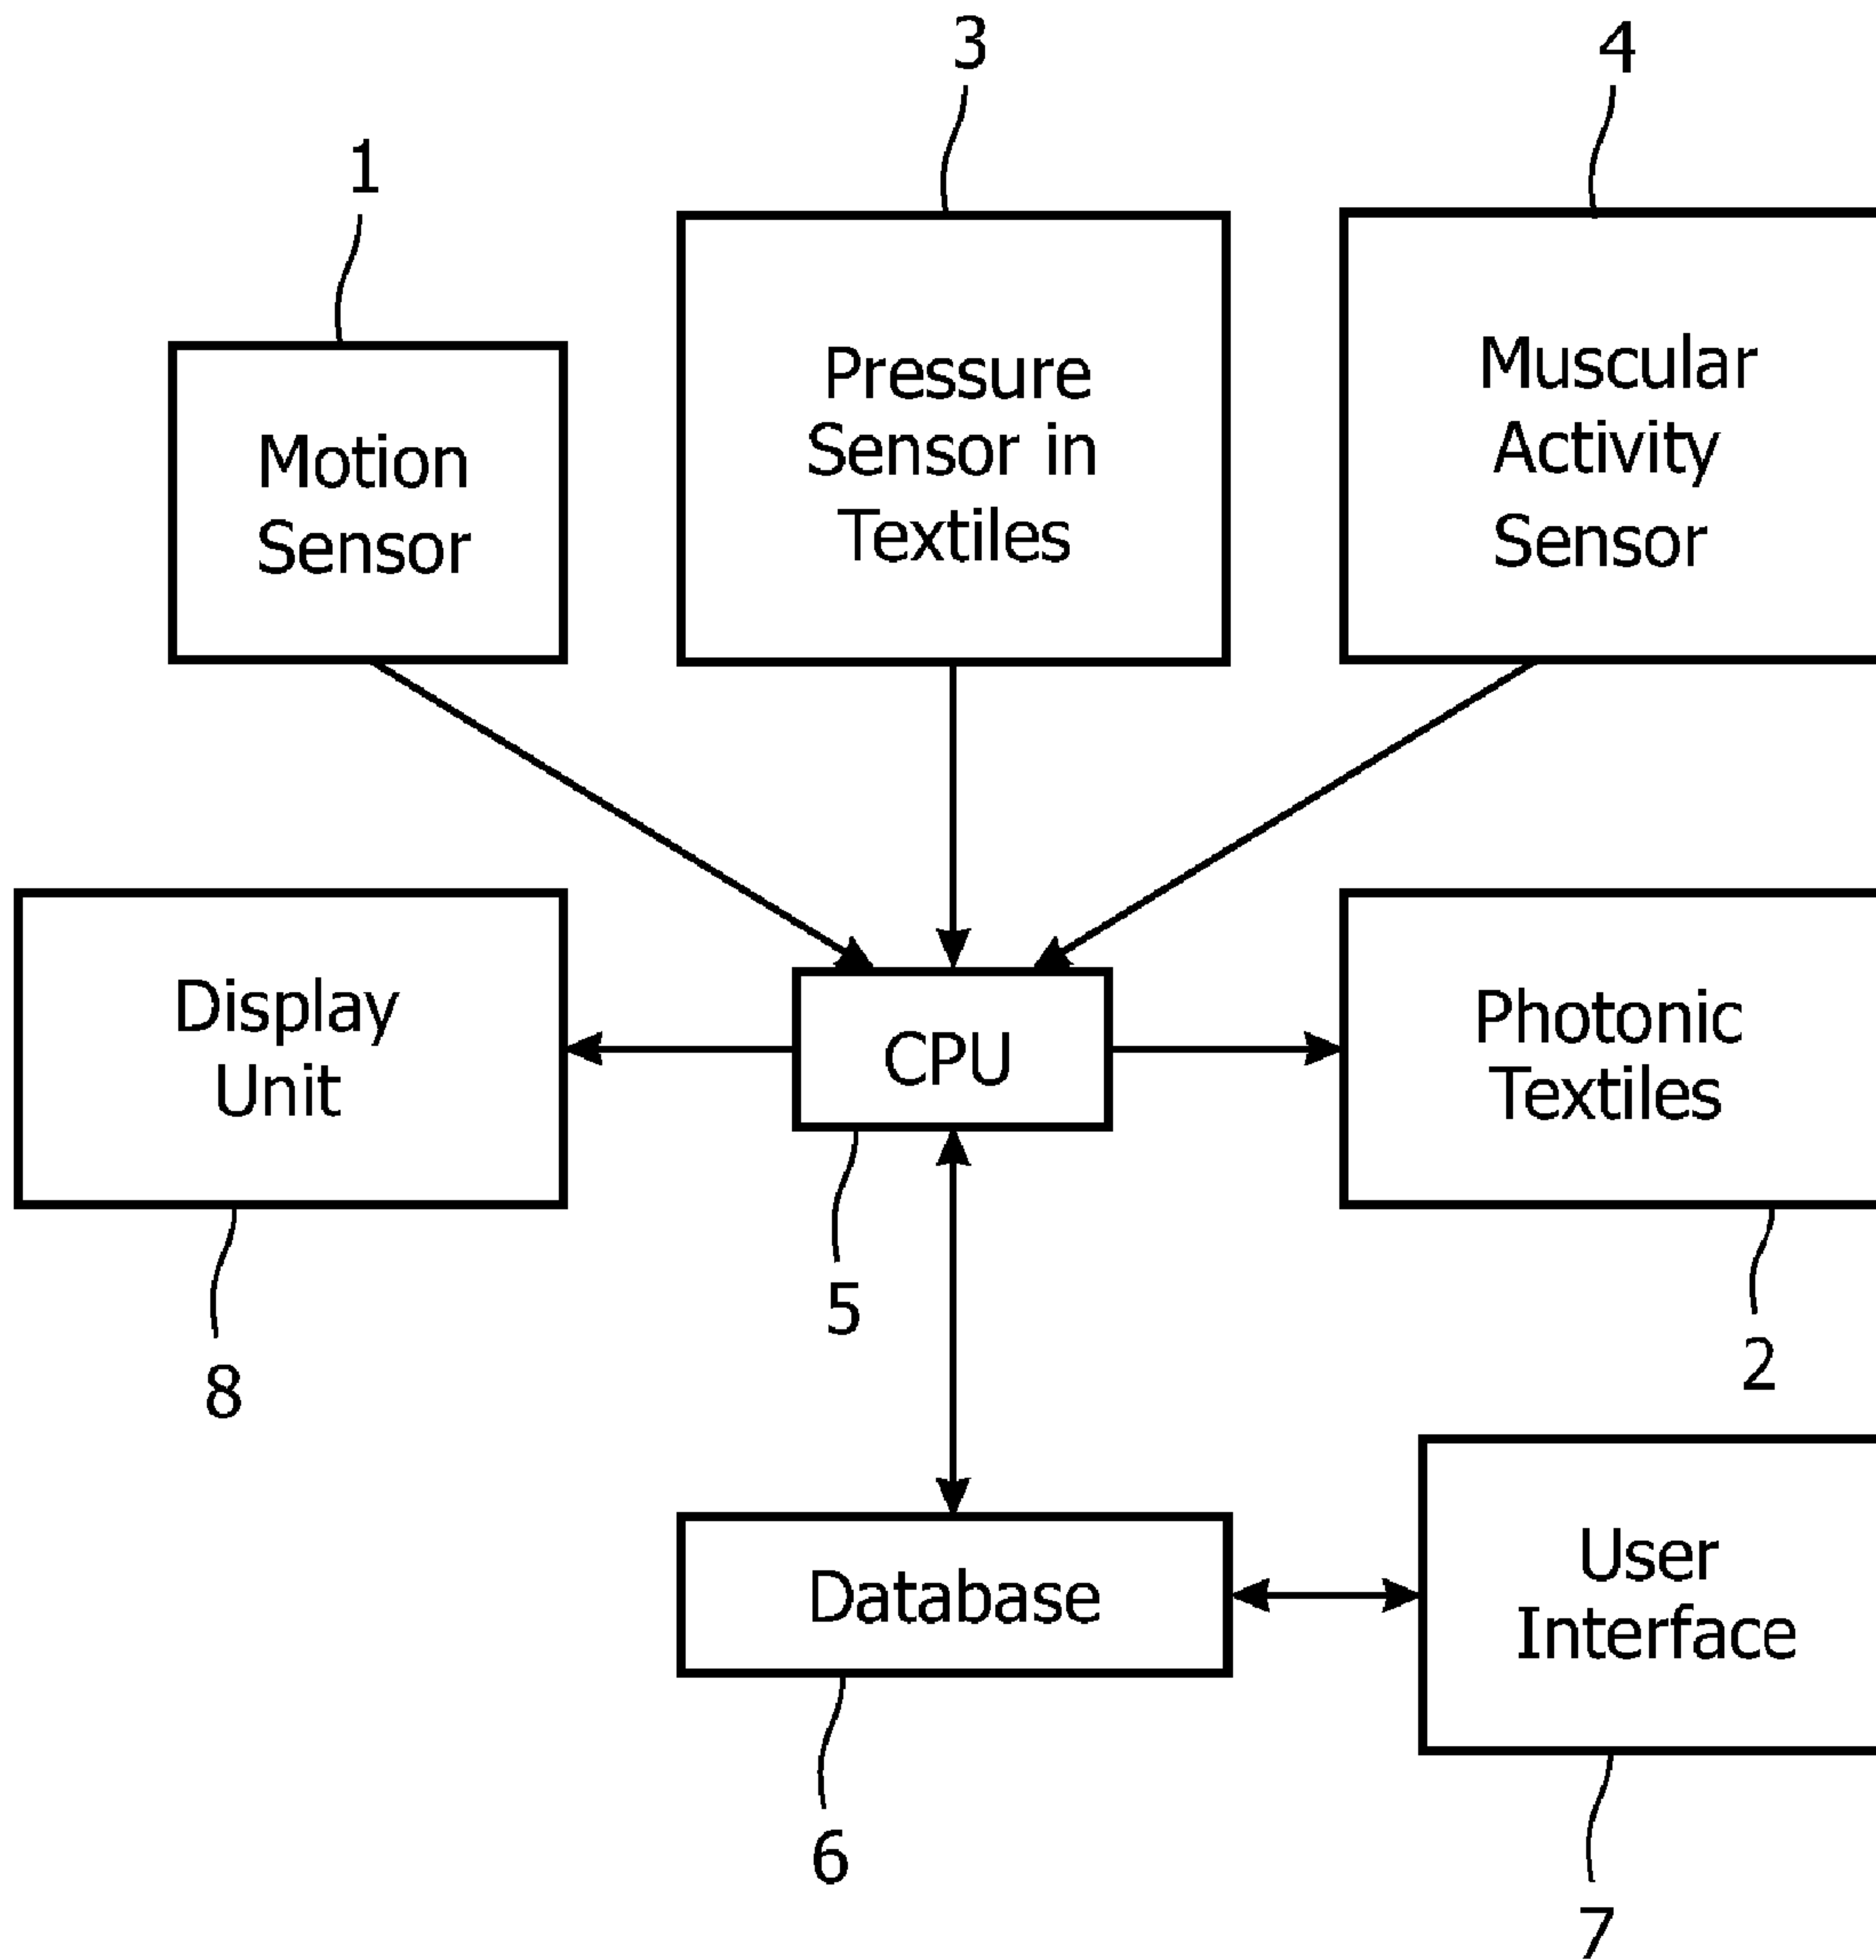 3
4
1
Pressure
Sensor in
Textiles
Muscular
Activity
Sensor
Motion
Sensor
Display
Unit
CPU
Photonic
Textiles
5
8
2
Database
User
Interface
6
7